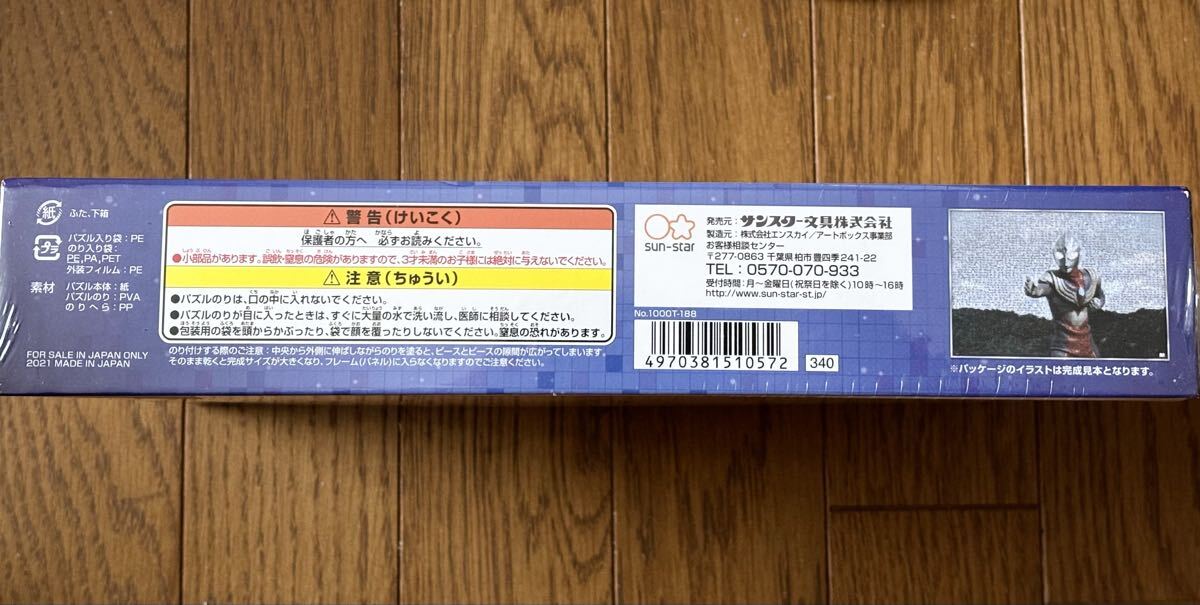 紙
ふた、下箱
パズル入り袋:PE
のり入り袋:
PE,PA,PET
外装フィルム:PE
素材
パズル本体:紙
パズルのり:PVA
のりへら:PP
FOR SALE IN JAPAN ONLY
2021 MADE IN JAPAN
警告(けいこく)
保護者の方へ 必ずお読みください。
●小部品があります。誤飲・窒息の危険がありますので、3才未満のお子様には絶対に与えないでください。
注意(ちゅうい)
●パズルのりは、口の中に入れないでください。
●パズルのりが目に入ったときは、すぐに大量の水で洗い流し、医師に相談してください。
●包装用の袋を頭からかぶったり、袋で顔を覆ったりしないでください。窒息の恐れがあります。
のり付けする際のご注意:中央から外側に伸ばしながらのりを塗ると、ピースとピースの隙間が広がってしまいます。
そのまま乾くと完成サイズが大きくなり、フレーム(パネル)に入らなくなりますのでご注意ください。
sun-star
発売元:サンスター文具株式会社
製造元:株式会社エンスカイ/アートボックス事業部
お客様相談センター
〒277-0863 千葉県柏市豊四季241-22
TEL:0570-070-933
受付時間:月~金曜日(祝祭日を除く)10時~16時
http://www.sun-star-st.jp/
No.1000T-188
4970381510572
340
※パッケージのイラストは完成見本となります。